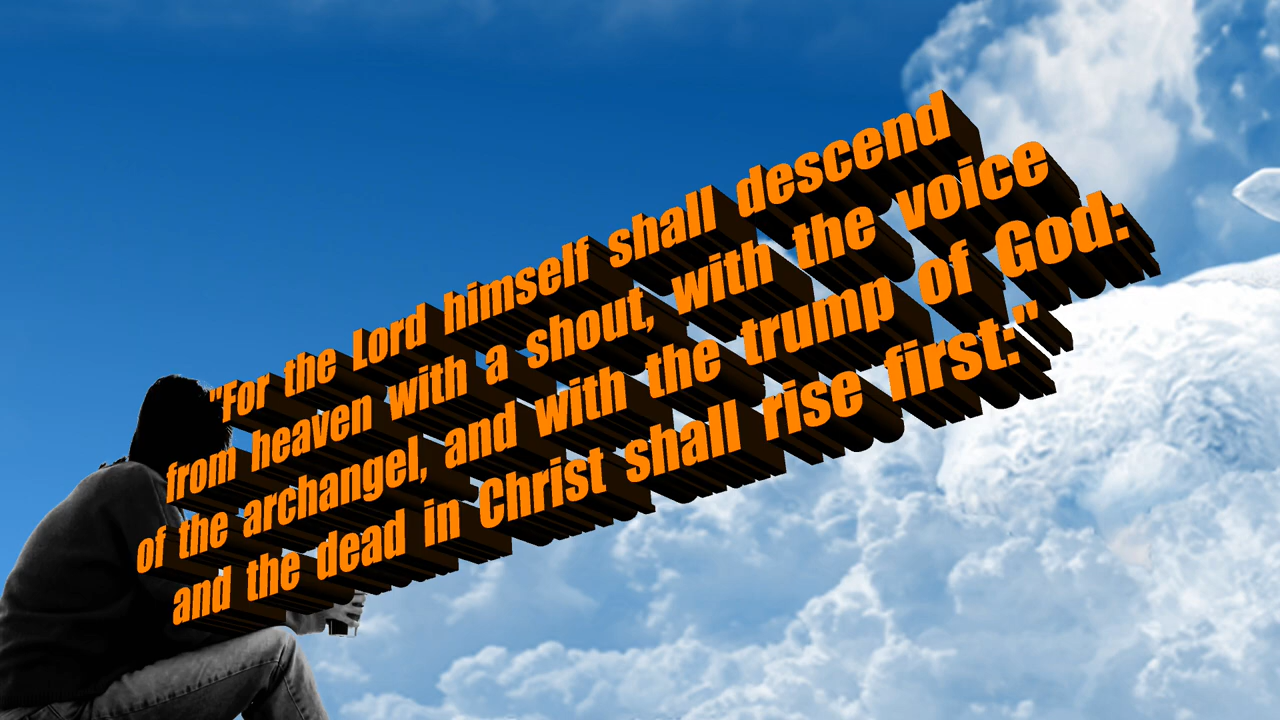 "For the Lord himself shall descend
from heaven with a shout, with the voice
of the archangel, and with the trump of God:
and the dead in Christ shall rise first:"